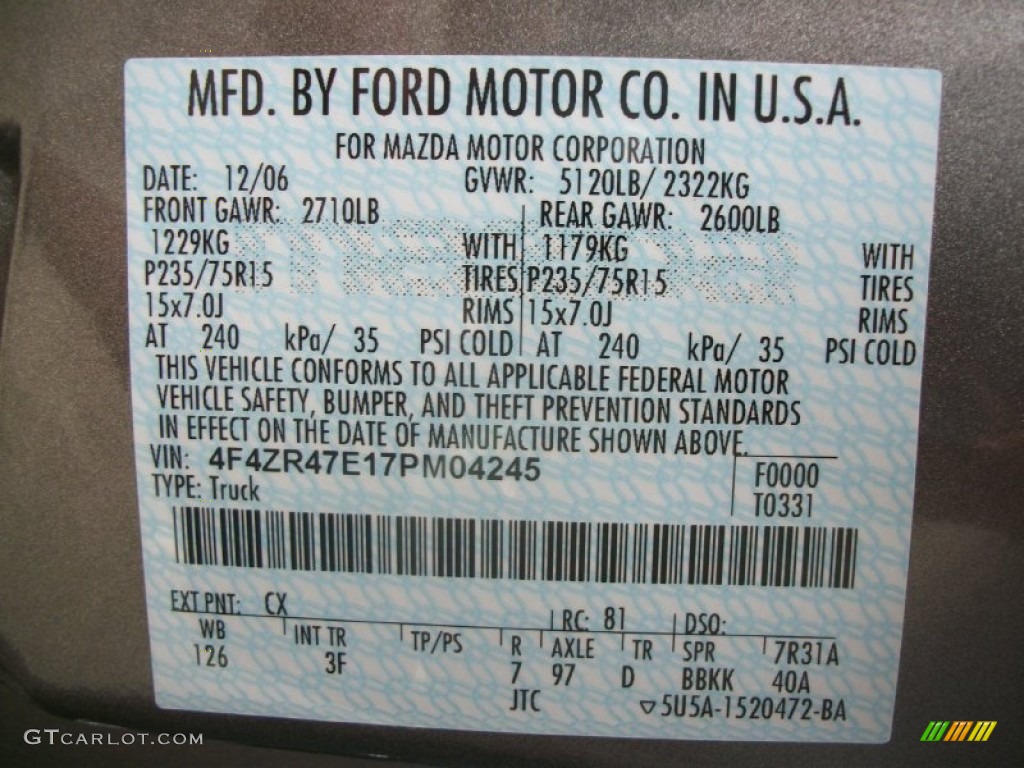 MFD. BY FORD MOTOR CO. IN U.S.A.
FOR MAZDA MOTOR CORPORATION
DATE: 12/06 GVWR: 5120LB/ 2322KG
FRONT GAWR: 2710LB REAR GAWR: 2600LB
1229KG WITH 1179KG WITH
P235/75R15 TIRES P235/75R15 TIRES
15x7.0J RIMS 15x7.0J RIMS
AT 240 kPa/ 35 PSI COLD AT 240 kPa/ 35 PSI COLD
THIS VEHICLE CONFORMS TO ALL APPLICABLE FEDERAL MOTOR
VEHICLE SAFETY, BUMPER, AND THEFT PREVENTION STANDARDS
IN EFFECT ON THE DATE OF MANUFACTURE SHOWN ABOVE.
VIN: 4F4ZR47E17PM04245 F0000
TYPE: Truck T0331
EXT PNT: CX RC: 81 DSO:
WB INT TR TP/PS R AXLE TR SPR 7R31A
126 3F 7 97 D BBKK 40A
JTC ▽5U5A-1520472-BA
GTCARLOT.COM